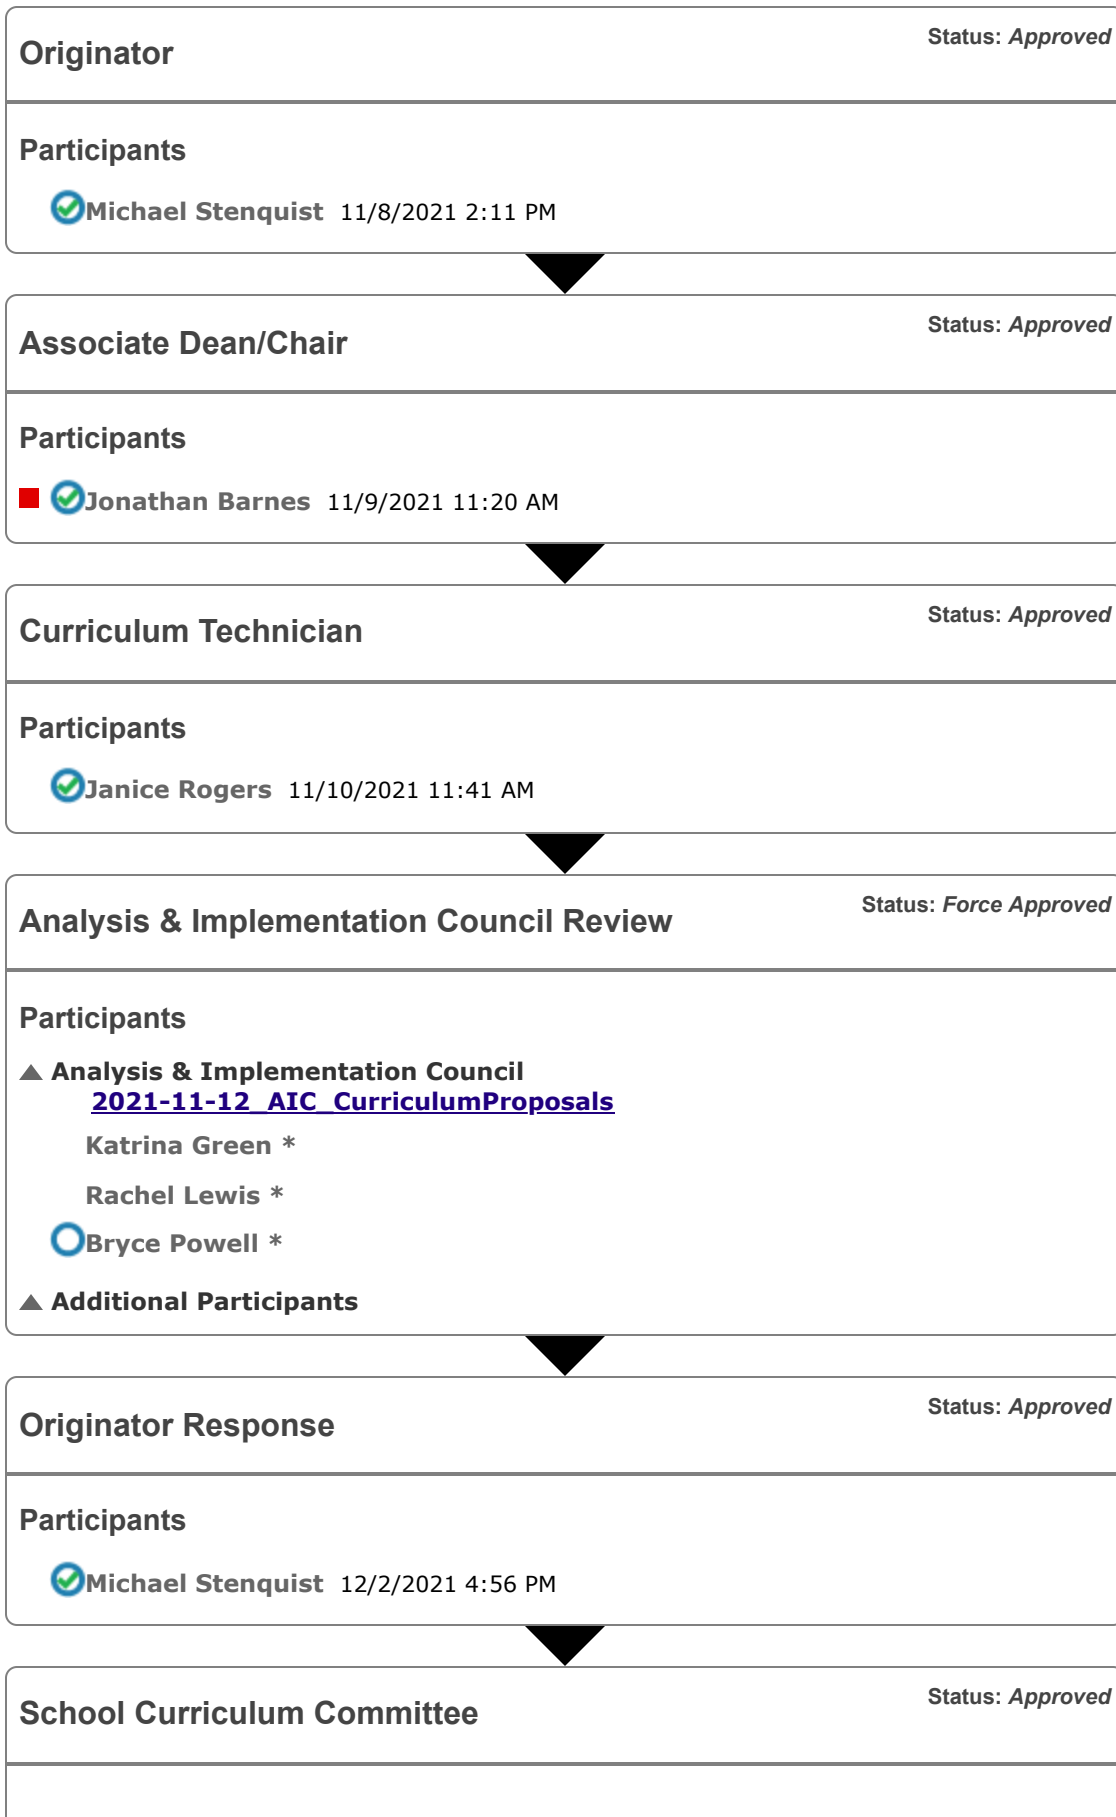 Originator
Status: Approved
Participants
Michael Stenquist 11/8/2021 2:11 PM
Associate Dean/Chair
Status: Approved
Participants
Jonathan Barnes 11/9/2021 11:20 AM
Curriculum Technician
Status: Approved
Participants
Janice Rogers 11/10/2021 11:41 AM
Analysis & Implementation Council Review
Status: Force Approved
Participants
Analysis & Implementation Council
2021-11-12_AIC_CurriculumProposals
Katrina Green *
Rachel Lewis *
Bryce Powell *
Additional Participants
Originator Response
Status: Approved
Participants
Michael Stenquist 12/2/2021 4:56 PM
School Curriculum Committee
Status: Approved